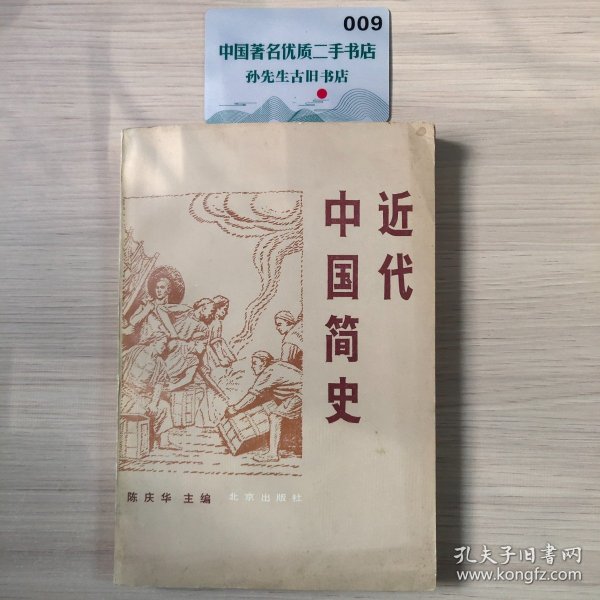 009
中国著名优质二手书店
孙先生古旧书店
近代
中国简史
陈庆华 主编 北京出版社
孔夫子旧书网
www.kongfz.com